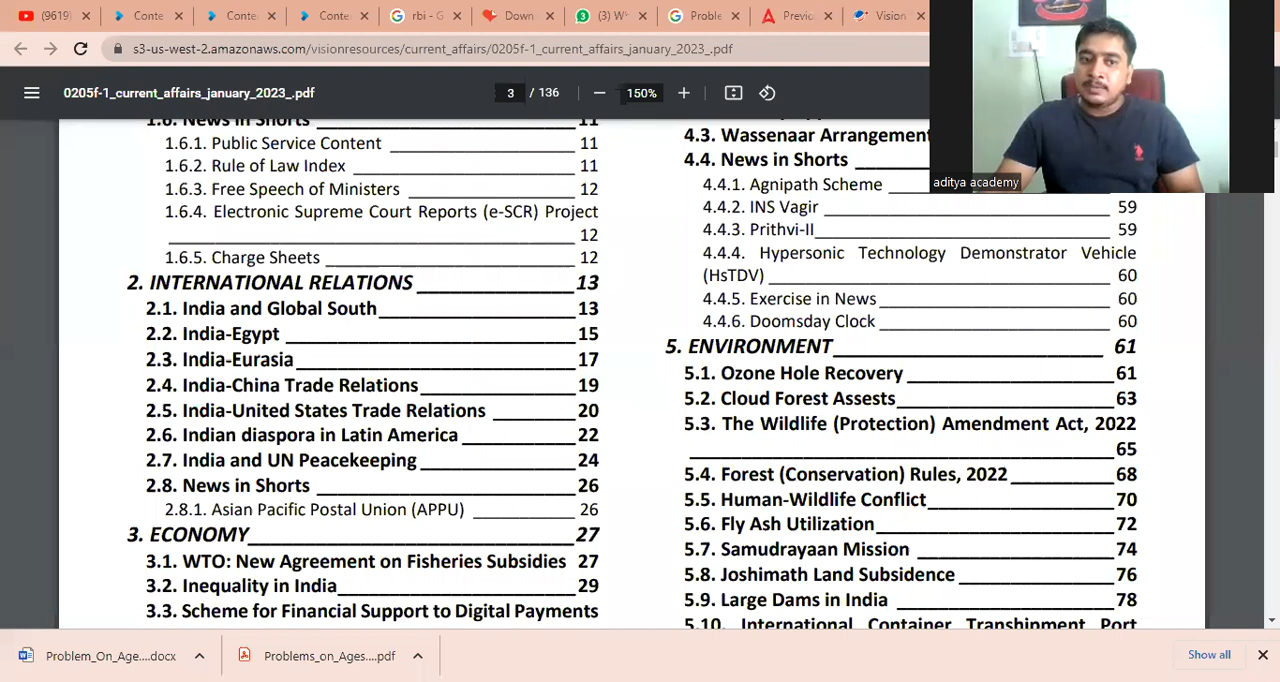 (9619)
Conte
Conte
Conte
rbi - G
Down
(3) W
Proble
Previo
Vision
s3-us-west-2.amazonaws.com/visionresources/current_affairs/0205f-1_current_affairs_january_2023_.pdf
0205f-1_current_affairs_january_2023_.pdf
3 / 136
150%
aditya academy
1.6. News in Shorts 11
1.6.1. Public Service Content 11
1.6.2. Rule of Law Index 11
1.6.3. Free Speech of Ministers 12
1.6.4. Electronic Supreme Court Reports (e-SCR) Project
12
1.6.5. Charge Sheets 12
2. INTERNATIONAL RELATIONS 13
2.1. India and Global South 13
2.2. India-Egypt 15
2.3. India-Eurasia 17
2.4. India-China Trade Relations 19
2.5. India-United States Trade Relations 20
2.6. Indian diaspora in Latin America 22
2.7. India and UN Peacekeeping 24
2.8. News in Shorts 26
2.8.1. Asian Pacific Postal Union (APPU) 26
3. ECONOMY 27
3.1. WTO: New Agreement on Fisheries Subsidies 27
3.2. Inequality in India 29
3.3. Scheme for Financial Support to Digital Payments
4.3. Wassenaar Arrangement
4.4. News in Shorts
4.4.1. Agnipath Scheme
4.4.2. INS Vagir 59
4.4.3. Prithvi-II 59
4.4.4. Hypersonic Technology Demonstrator Vehicle
(HsTDV) 60
4.4.5. Exercise in News 60
4.4.6. Doomsday Clock 60
5. ENVIRONMENT 61
5.1. Ozone Hole Recovery 61
5.2. Cloud Forest Assests 63
5.3. The Wildlife (Protection) Amendment Act, 2022
65
5.4. Forest (Conservation) Rules, 2022 68
5.5. Human-Wildlife Conflict 70
5.6. Fly Ash Utilization 72
5.7. Samudrayaan Mission 74
5.8. Joshimath Land Subsidence 76
5.9. Large Dams in India 78
5.10. International Container Transhipment Port
Problem_On_Age....docx
Problems_on_Ages....pdf
Show all